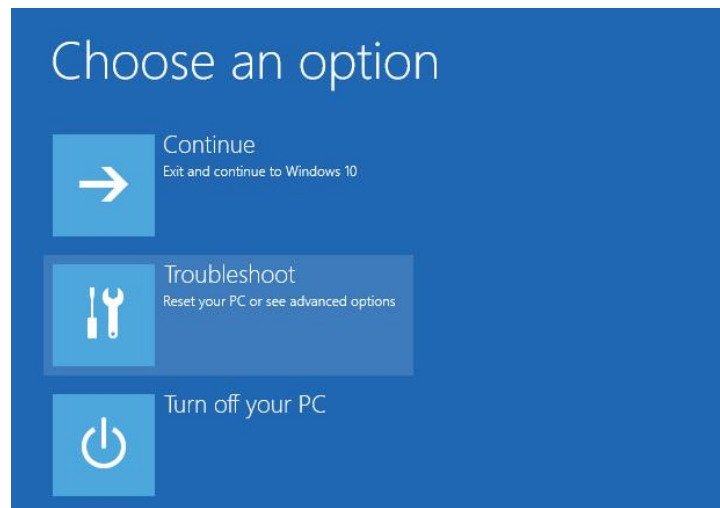 Choose an option
Continue
Exit and continue to Windows 10
Troubleshoot
Reset your PC or see advanced options
Turn off your PC